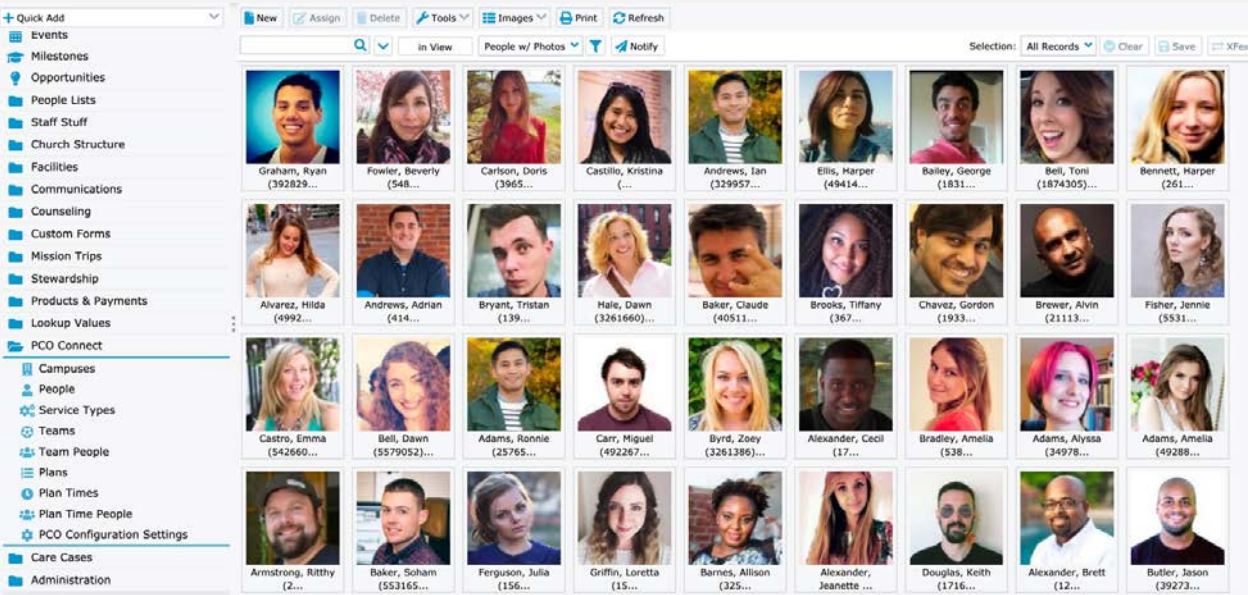 Quick Add
Events
Milestones
Opportunities
People Lists
Staff Stuff
Church Structure
Facilities
Communications
Counseling
Custom Forms
Mission Trips
Stewardship
Products & Payments
Lookup Values
PCO Connect
Campuses
People
Service Types
Teams
Team People
Plans
Plan Times
Plan Time People
PCO Configuration Settings
Care Cases
Administration
New Assign Delete Tools Images Print Refresh
in View People w/ Photos Notify Selection: All Records Clear Save XFer
Graham, Ryan Fowler, Beverly Carlson, Doris Castillo, Kristina Andrews, Ian Ellis, Harper Bailey, George Bell, Toni Bennett, Harper
(392829... (548... (3965... (... (329957... (49414... (1831... (1874305)... (261...
Alvarez, Hilda Andrews, Adrian Bryant, Tristan Hale, Dawn Baker, Claude Brooks, Tiffany Chavez, Gordon Brewer, Alvin Fisher, Jennie
(4992... (414... (139... (3261660)... (40511... (367... (1933... (21113... (5531...
Castro, Emma Bell, Dawn Adams, Ronnie Carr, Miguel Byrd, Zoey Alexander, Cecil Bradley, Amelia Adams, Alyssa Adams, Amelia
(542660... (5579052)... (25765... (492267... (3261386)... (17... (538... (34978... (49288...
Armstrong, Ritthy Baker, Soham Ferguson, Julia Griffin, Loretta Barnes, Allison Alexander, Douglas, Keith Alexander, Brett Butler, Jason
(2... (553165... (156... (15... (325... Jeanette ... (1716... (12... (39273...